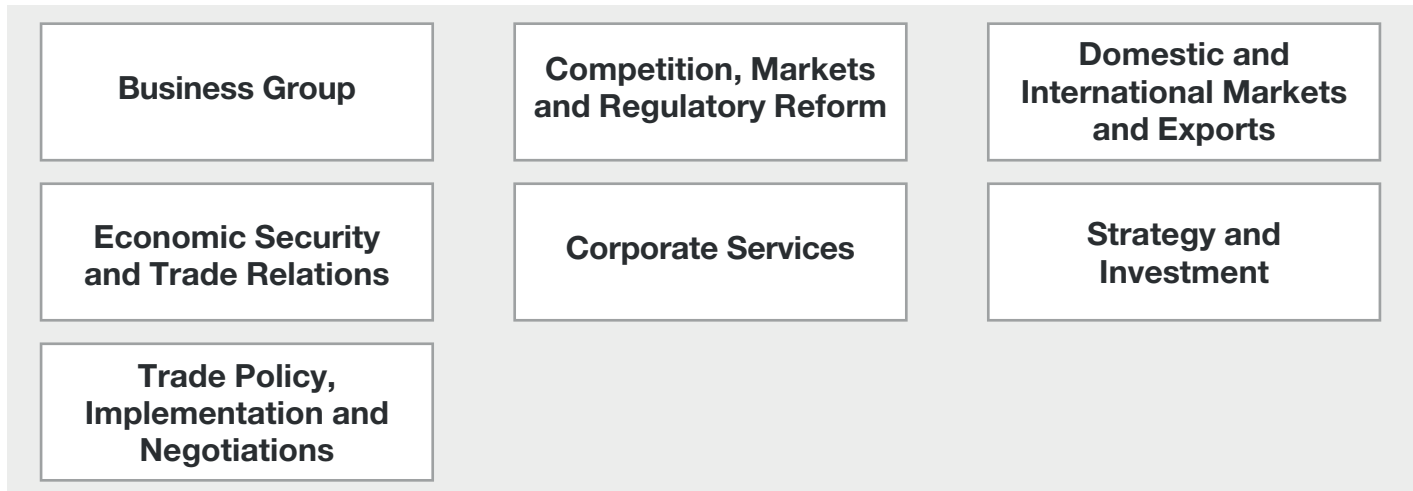 Business Group
Competition, Markets
and Regulatory Reform
Domestic and
International Markets
and Exports
Economic Security
and Trade Relations
Corporate Services
Strategy and
Investment
Trade Policy,
Implementation and
Negotiations